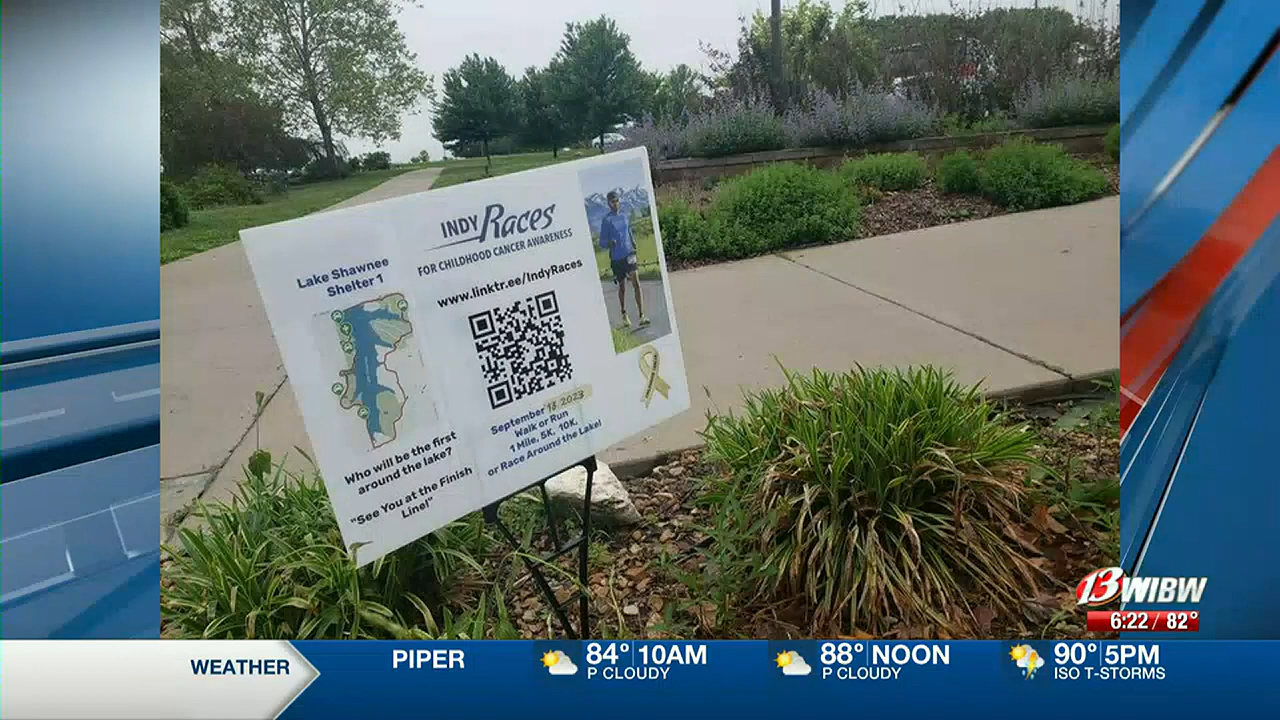 INDY Races
FOR CHILDHOOD CANCER AWARENESS
Lake Shawnee
Shelter 1
www.linktr.ee/IndyRaces
September 2023
Walk or Run
1 Mile, 5K, 10K,
or Race Around the Lake!
Who will be the first
around the lake?
"See You at the Finish
Line!"
13 WIBW
6:22 / 82°
WEATHER
PIPER
84° 10AM
P CLOUDY
88° NOON
P CLOUDY
90° 5PM
ISO T-STORMS